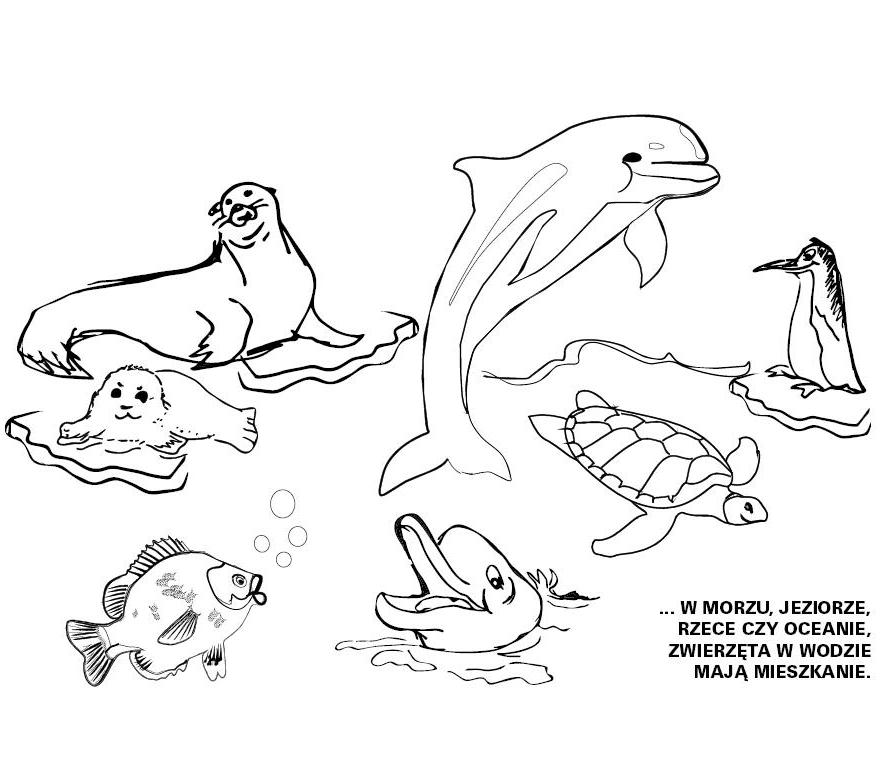 ... W MORZU, JEZIORZE,
RZECE CZY OCEANIE,
ZWIERZĘTA W WODZIE
MAJĄ MIESZKANIE.